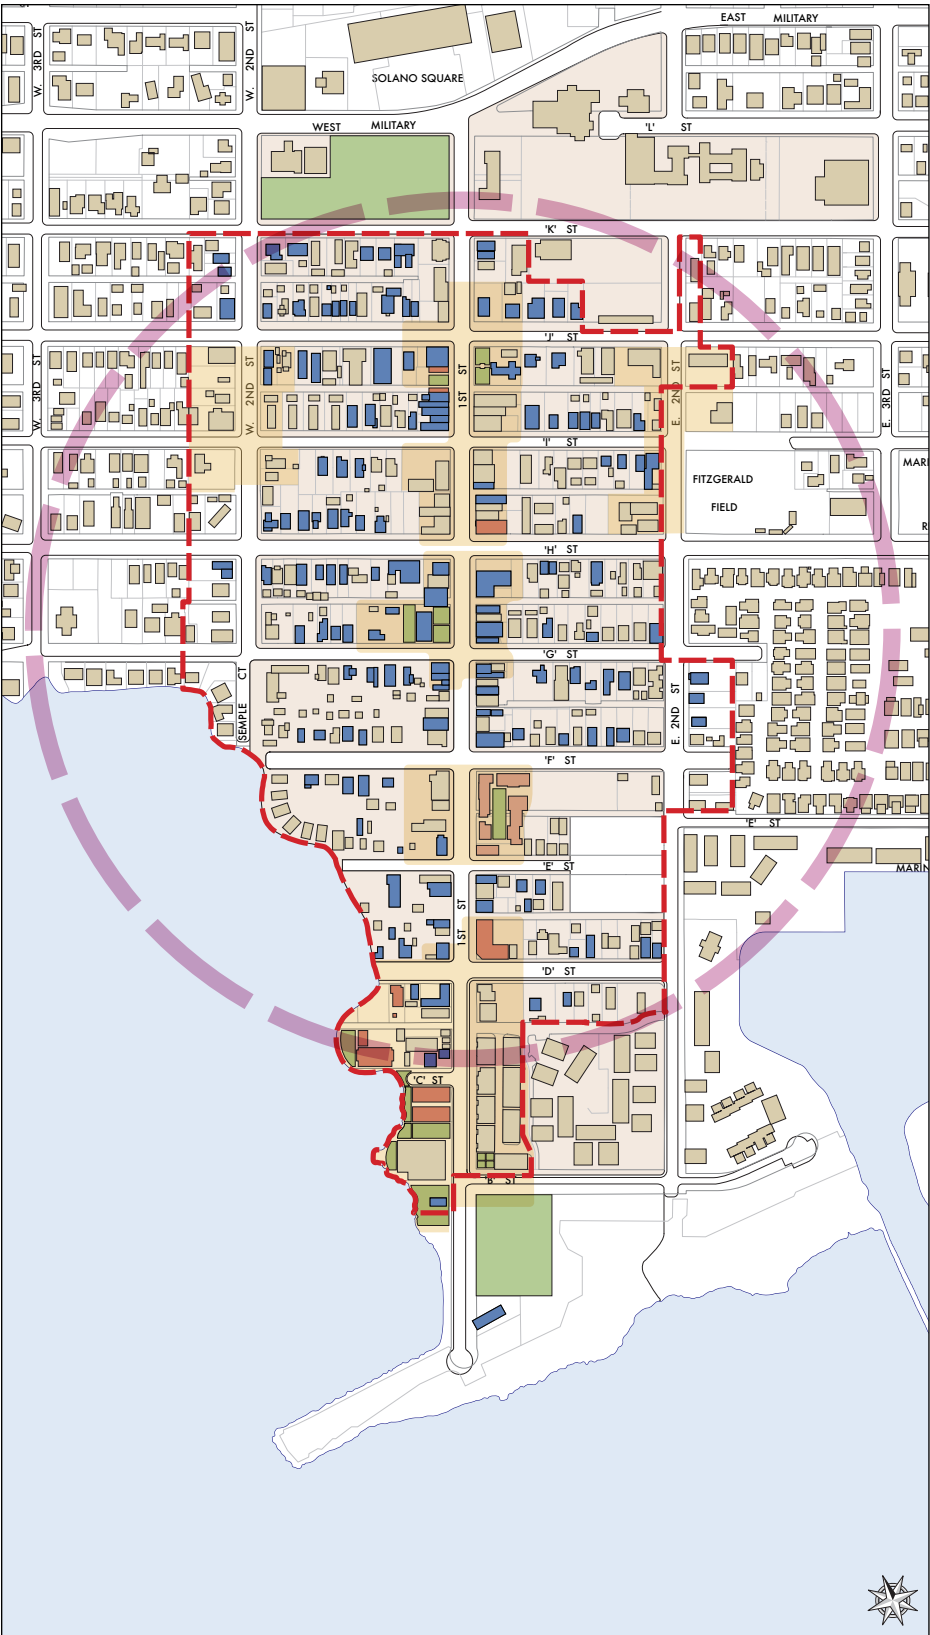 EAST MILITARY
W. 3RD ST
W. 2ND ST
SOLANO SQUARE
WEST MILITARY
'L' ST
'K' ST
'J' ST
W. 3RD ST
W. 2ND ST
1ST ST
E. 2ND ST
E. 3RD ST
'I' ST
MARI
FITZGERALD
FIELD
R
'H' ST
'G' ST
SEMPLE CT
E. 2ND ST
'F' ST
'E' ST
'E' ST
MARIN
1ST ST
'D' ST
'C' ST
'B' ST